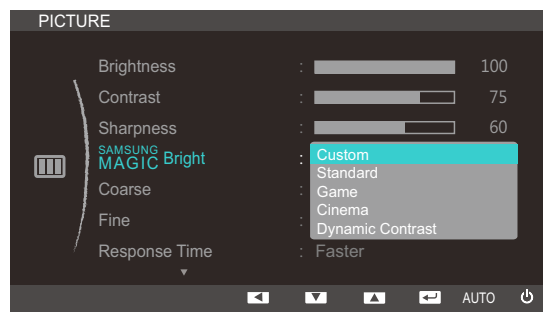 PICTURE
Brightness : 100
Contrast : 75
Sharpness : 60
SAMSUNG MAGIC Bright : Custom
Standard
Coarse : Game
Cinema
Fine : Dynamic Contrast
Response Time : Faster
AUTO